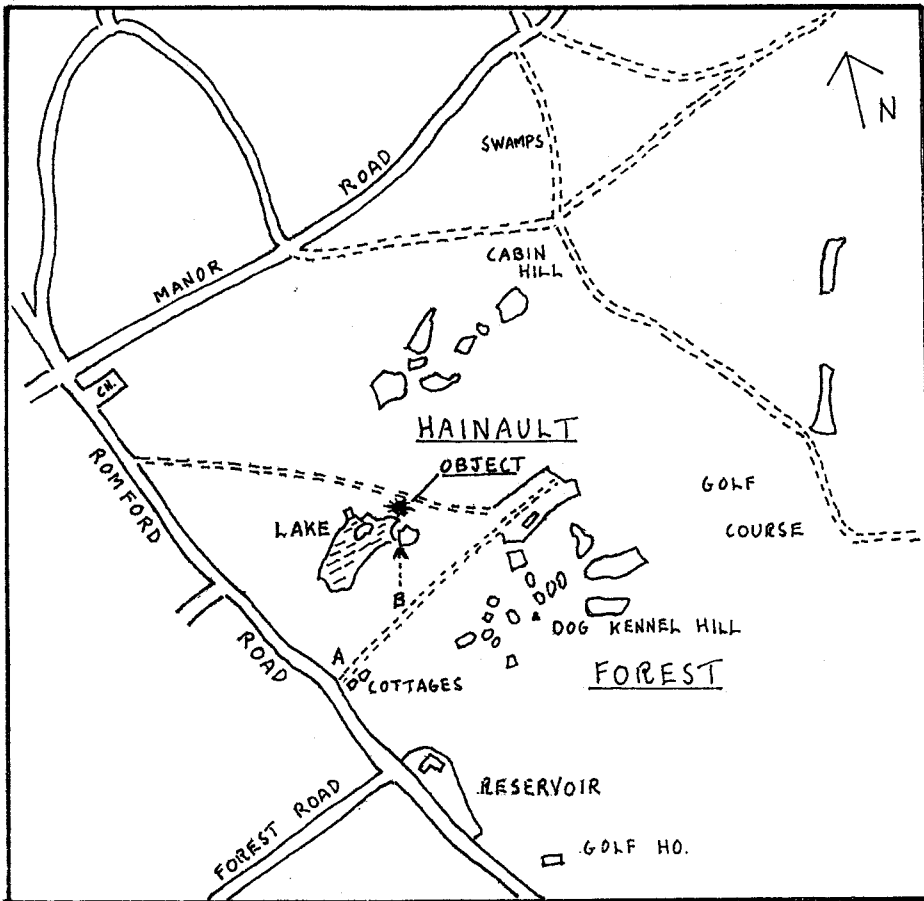 N
SWAMPS
ROAD
CABIN
HILL
MANOR
CH.
HAINAULT
OBJECT
GOLF
COURSE
ROMFORD
LAKE
B
DOG KENNEL HILL
ROAD
A
FOREST
COTTAGES
RESERVOIR
FOREST ROAD
GOLF HO.